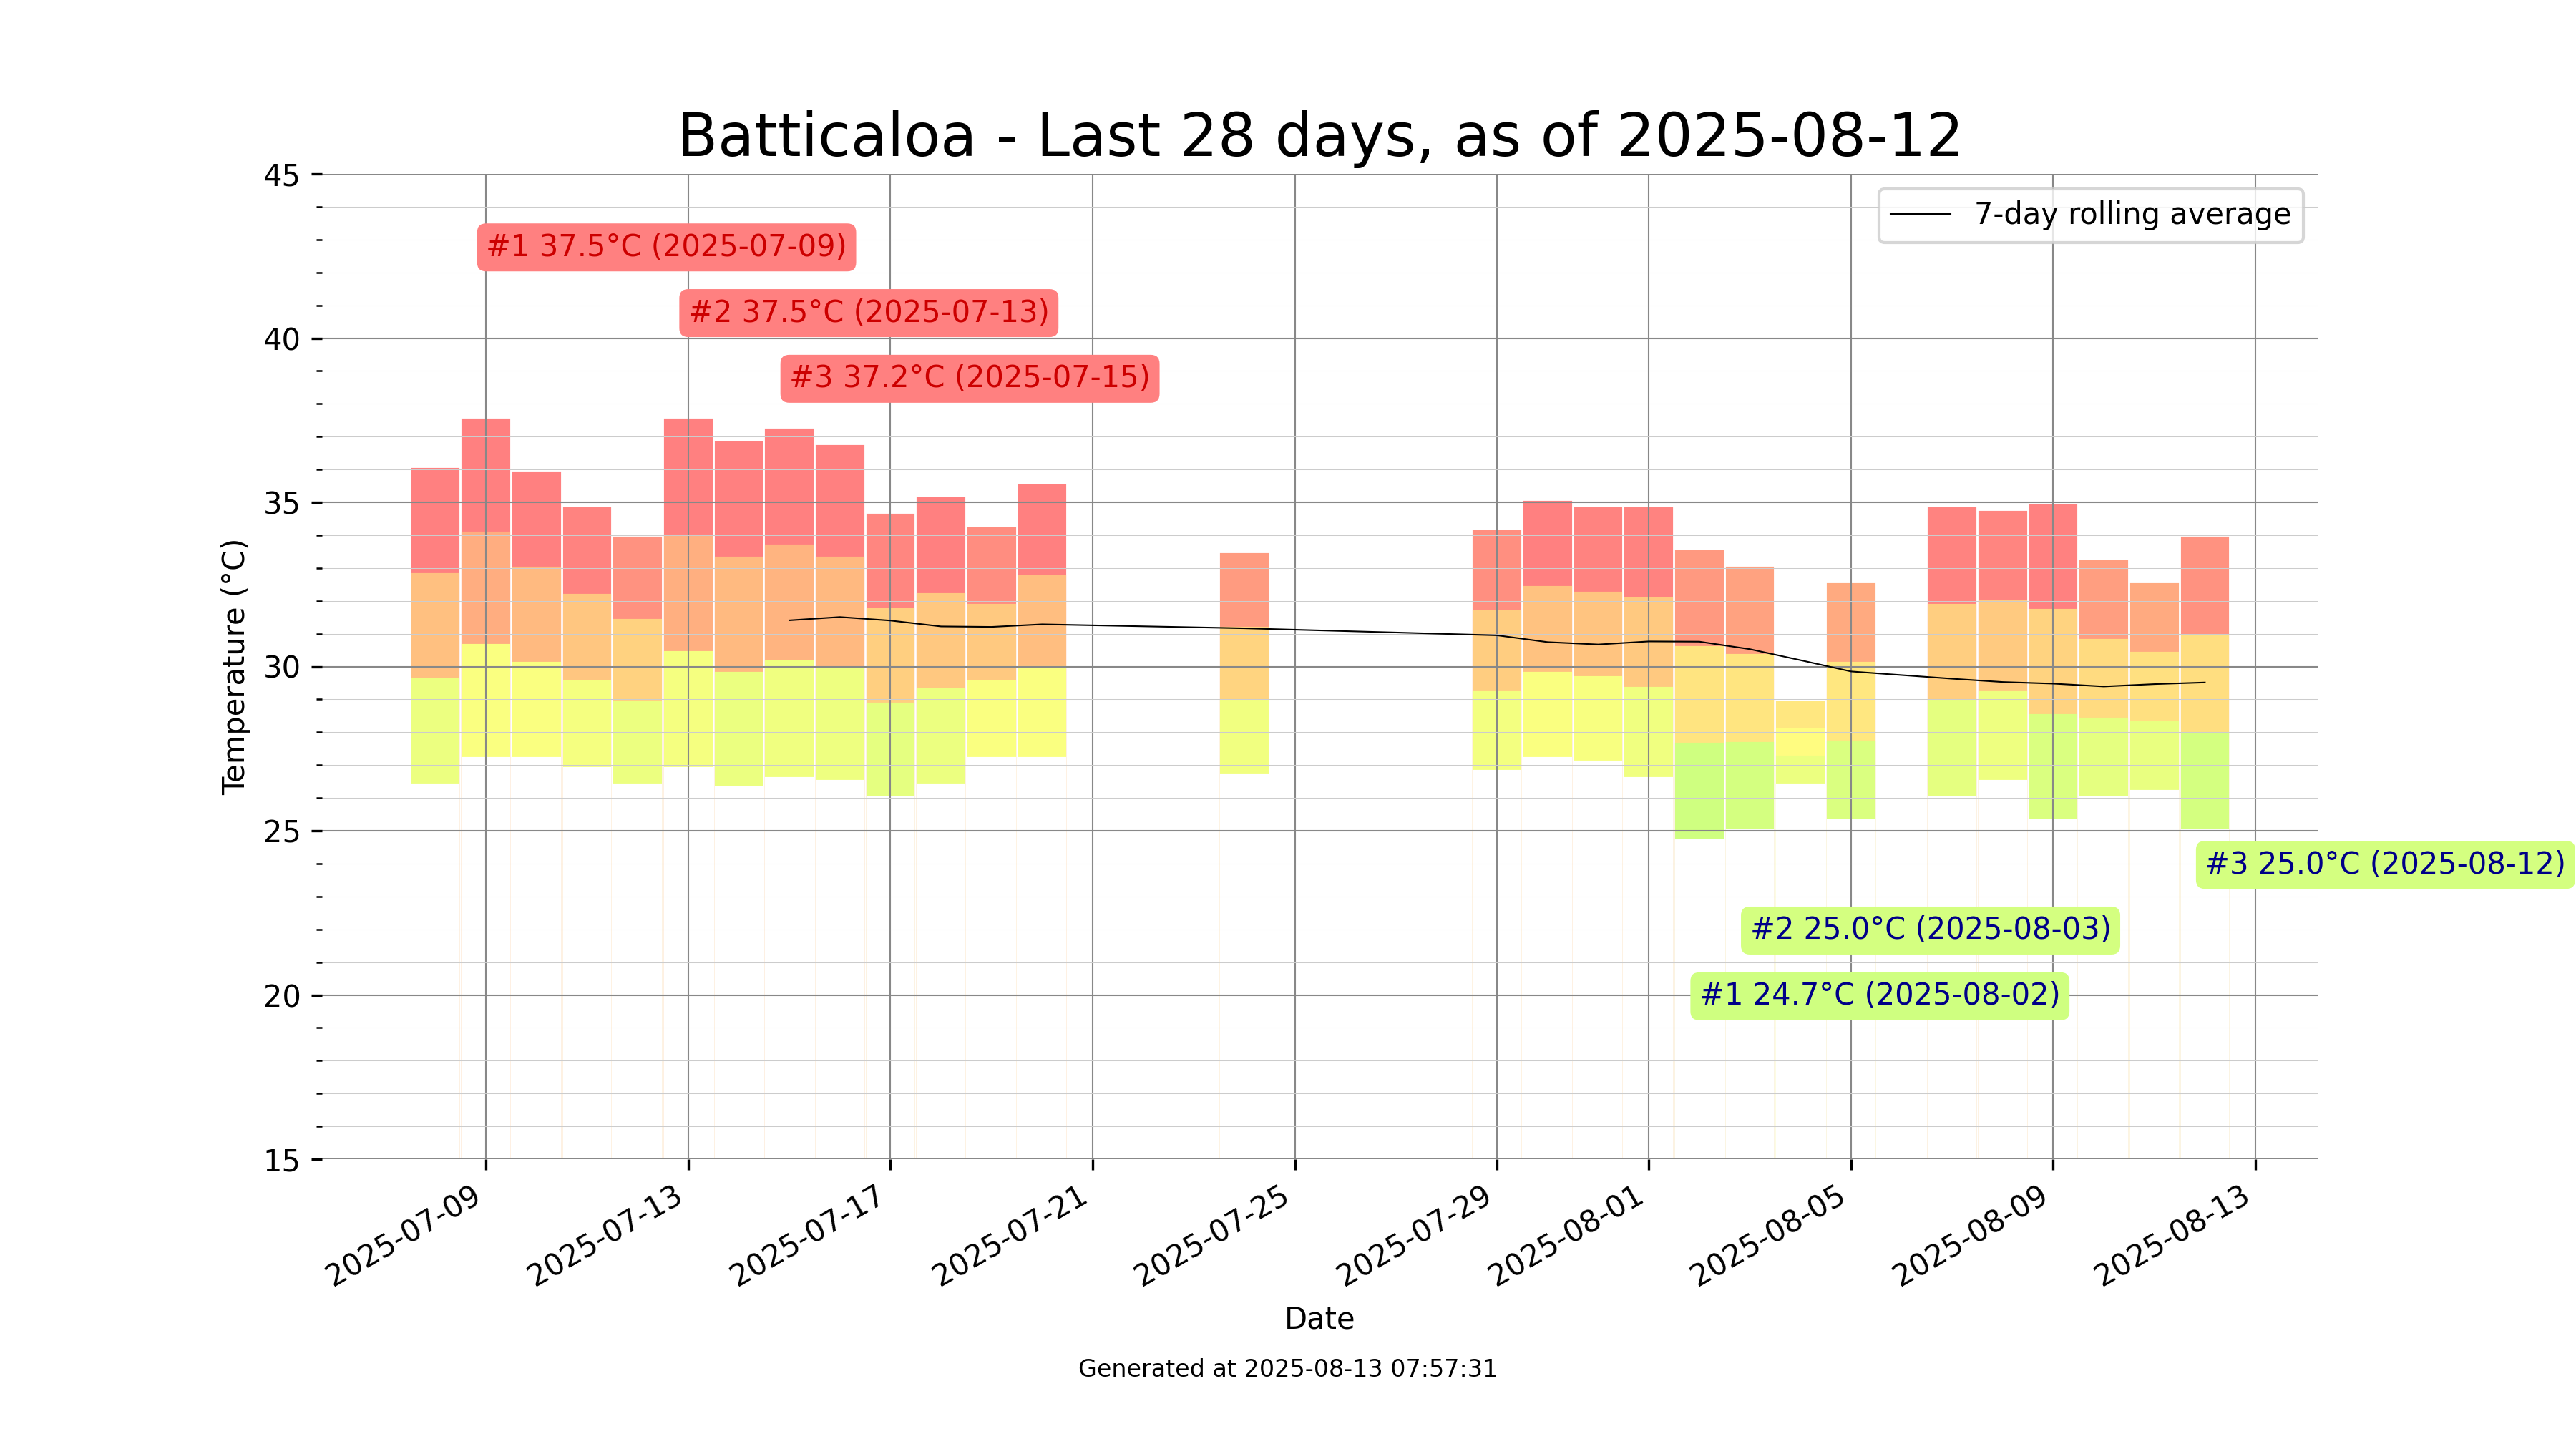 Batticaloa - Last 28 days, as of 2025-08-12
45
7-day rolling average
#1 37.5°C (2025-07-09)
#2 37.5°C (2025-07-13)
40
#3 37.2°C (2025-07-15)
35
Temperature (°C)
30
25
#3 25.0°C (2025-08-12)
#2 25.0°C (2025-08-03)
20
#1 24.7°C (2025-08-02)
15
2025-07-09
2025-07-13
2025-07-17
2025-07-21
2025-07-25
2025-07-29
2025-08-01
2025-08-05
2025-08-09
2025-08-13
Date
Generated at 2025-08-13 07:57:31